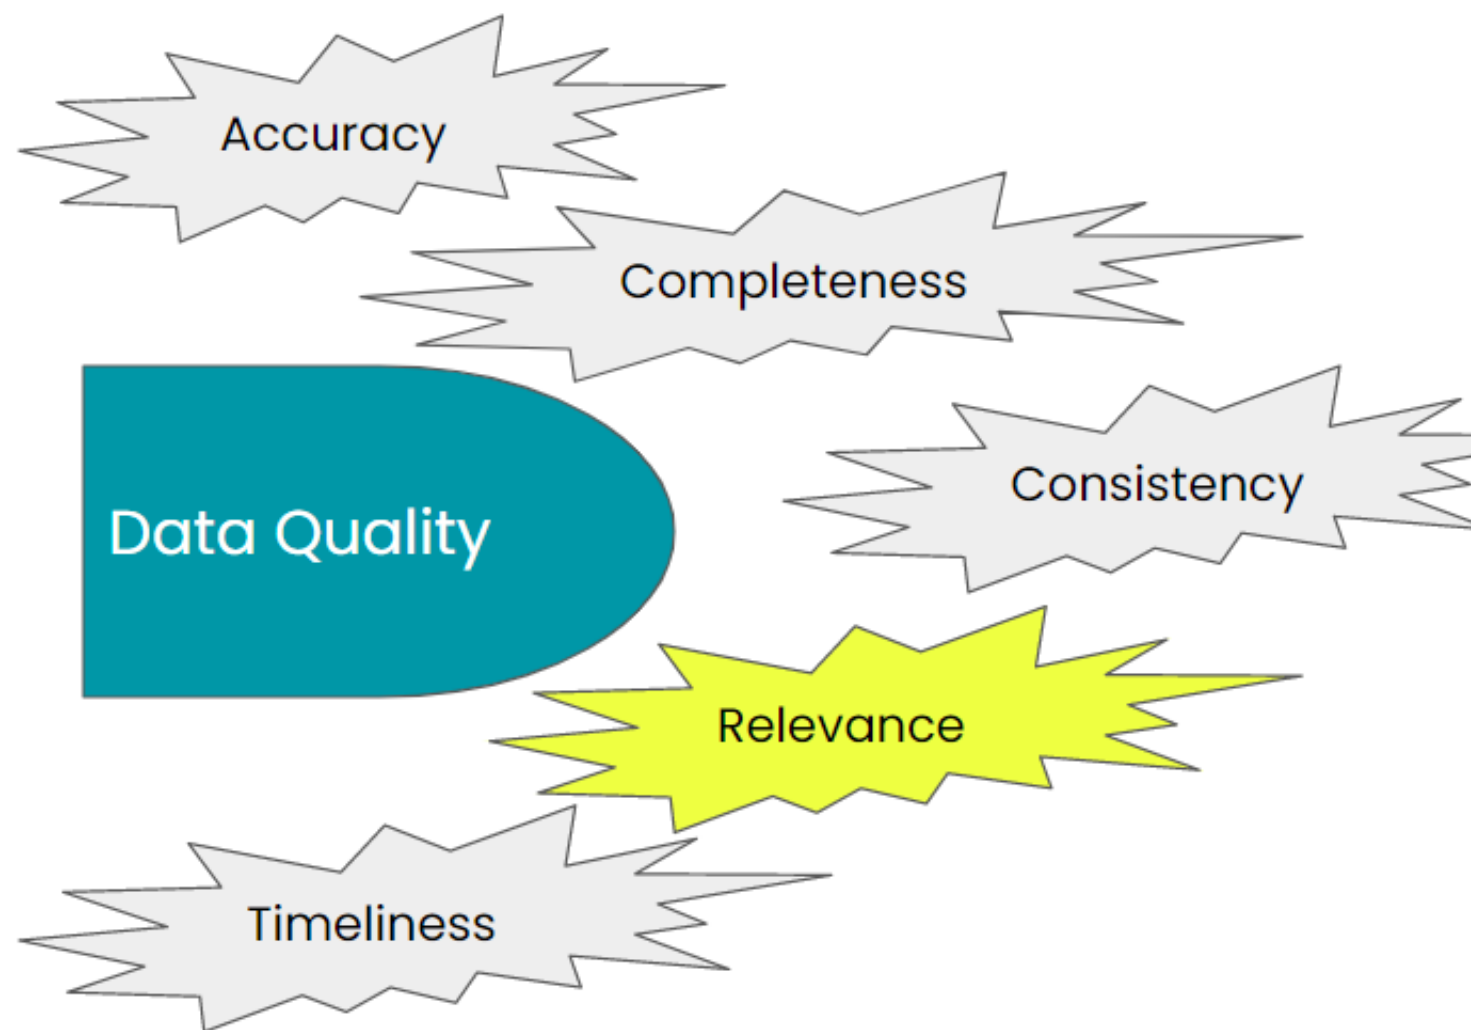 Accuracy
Completeness
Consistency
Data Quality
Relevance
Timeliness